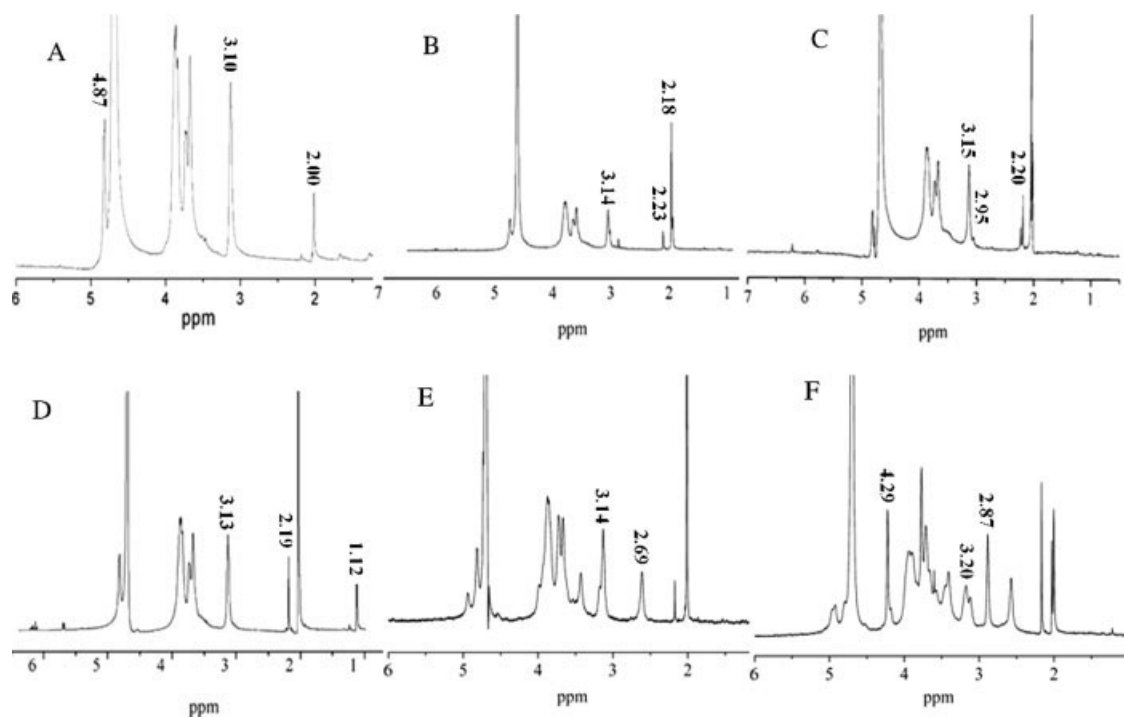 A
4.87
3.10
2.00
6 5 4 3 2 7
ppm
B
3.14
2.23
2.18
6 5 4 3 2 1
ppm
C
3.15
2.95
2.20
7 6 5 4 3 2 1
ppm
D
3.13
2.19
1.12
6 5 4 3 2 1
ppm
E
3.14
2.69
6 5 4 3 2
ppm
F
4.29
3.20
2.87
6 5 4 3 2
ppm